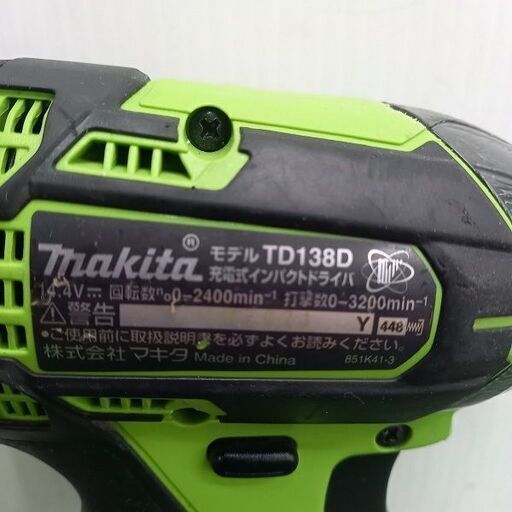 makita® モデル TD138D
充電式インパクトドライバ
14.4V⎓ 回転数 n₀0-2400min⁻¹ 打撃数0-3200min⁻¹
警告
Y 448
•ご使用前に取扱説明書を必ずよくお読みください。
株式会社 マキタ Made in China 851K41-3